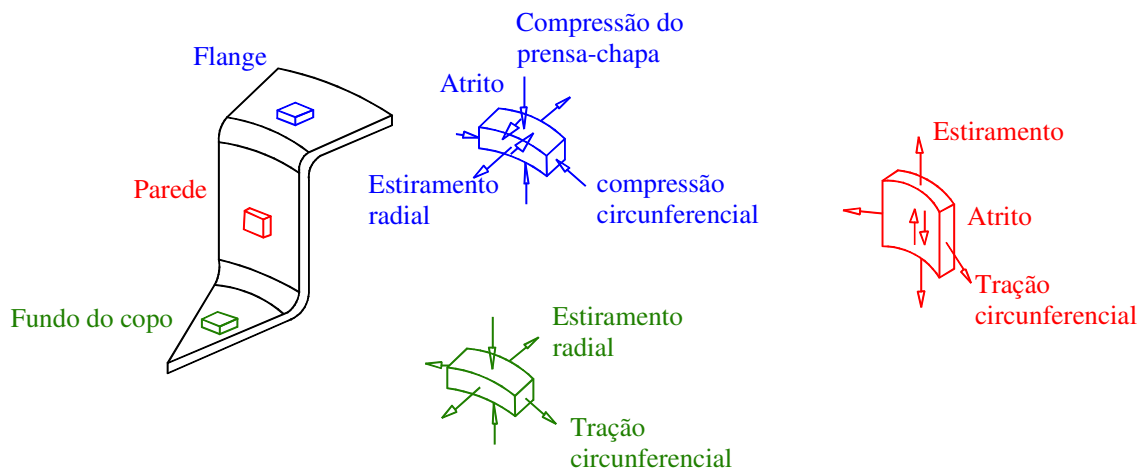 Flange
Parede
Fundo do copo
Compressão do
prensa-chapa
Atrito
Estiramento
radial
compressão
circunferencial
Estiramento
radial
Tração
circunferencial
Estiramento
Atrito
Tração
circunferencial